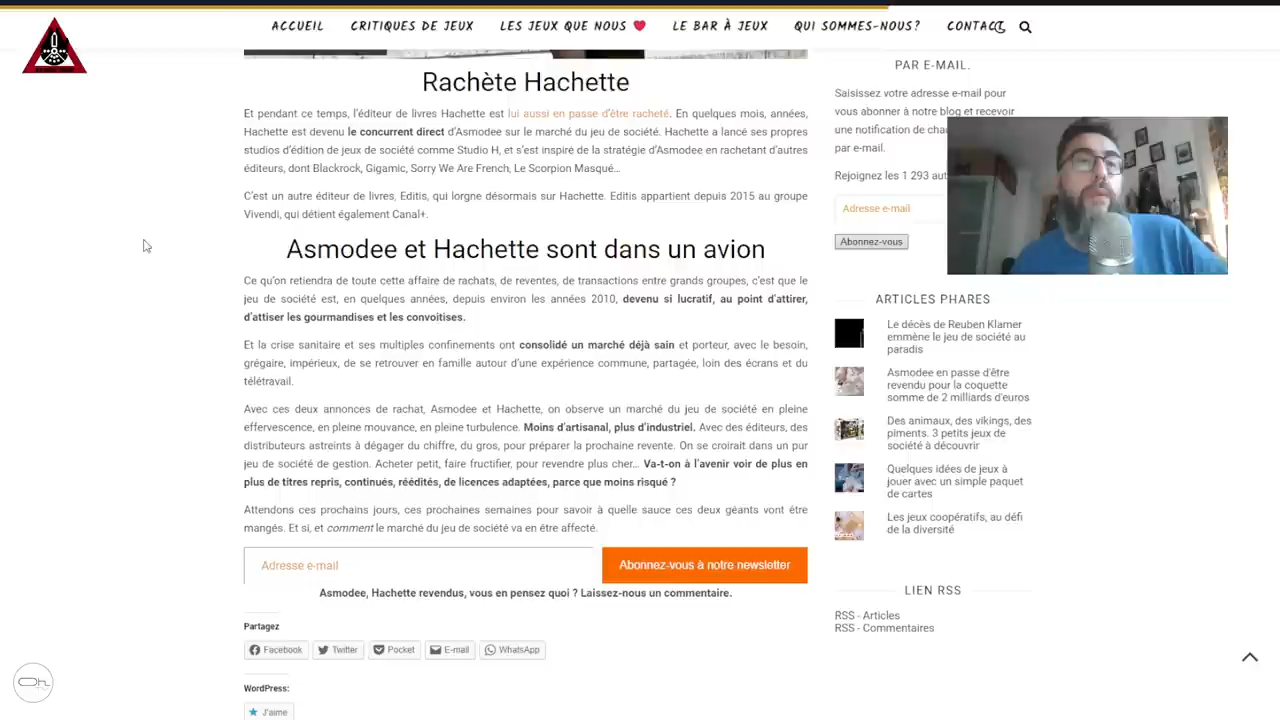 ACCUEIL CRITIQUES DE JEUX LES JEUX QUE NOUS LE BAR À JEUX QUI SOMMES-NOUS? CONTACT
Rachète Hachette
Et pendant ce temps, l'éditeur de livres Hachette est lui aussi en passe d'être racheté. En quelques mois, années,
Hachette est devenu le concurrent direct d'Asmodee sur le marché du jeu de société. Hachette a lancé ses propres
studios d'édition de jeux de société comme Studio H, et s'est inspiré de la stratégie d'Asmodee en rachetant d'autres
éditeurs, dont Blackrock, Gigamic, Sorry We Are French, Le Scorpion Masqué…
C'est un autre éditeur de livres, Editis, qui lorgne désormais sur Hachette. Editis appartient depuis 2015 au groupe
Vivendi, qui détient également Canal+.
Asmodee et Hachette sont dans un avion
Ce qu'on retiendra de toute cette affaire de rachats, de reventes, de transactions entre grands groupes, c'est que le
jeu de société est, en quelques années, depuis environ les années 2010, devenu si lucratif, au point d'attirer,
d'attiser les gourmandises et les convoitises.
Et la crise sanitaire et ses multiples confinements ont consolidé un marché déjà sain et porteur, avec le besoin,
grégaire, impérieux, de se retrouver en famille autour d'une expérience commune, partagée, loin des écrans et du
télétravail.
Avec ces deux annonces de rachat, Asmodee et Hachette, on observe un marché du jeu de société en pleine
effervescence, en pleine mouvance, en pleine turbulence. Moins d'artisanal, plus d'industriel. Avec des éditeurs, des
distributeurs astreints à dégager du chiffre, du gros, pour préparer la prochaine revente. On se croirait dans un pur
jeu de société de gestion. Acheter petit, faire fructifier, pour revendre plus cher… Va-t-on à l'avenir voir de plus en
plus de titres repris, continués, réédités, de licences adaptées, parce que moins risqué ?
Attendons ces prochains jours, ces prochaines semaines pour savoir à quelle sauce ces deux géants vont être
mangés. Et si, et comment le marché du jeu de société va en être affecté.
Adresse e-mail Abonnez-vous à notre newsletter
Asmodee, Hachette revendus, vous en pensez quoi ? Laissez-nous un commentaire.
Partagez
Facebook Twitter Pocket E-mail WhatsApp
WordPress:
J'aime
PAR E-MAIL.
Saisissez votre adresse e-mail pour
vous abonner à notre blog et recevoir
une notification de
par e-mail.
Rejoignez les 1 293
Adresse e-mail
Abonnez-vous
ARTICLES PHARES
Le décès de Reuben Klamer
emmène le jeu de société au
paradis
Asmodee en passe d'être
revendu pour la coquette
somme de 2 milliards d'euros
Des animaux, des vikings, des
piments. 3 petits jeux de
société à découvrir
Quelques idées de jeux à
jouer avec un simple paquet
de cartes
Les jeux coopératifs, au défi
de la diversité
LIEN RSS
RSS - Articles
RSS - Commentaires